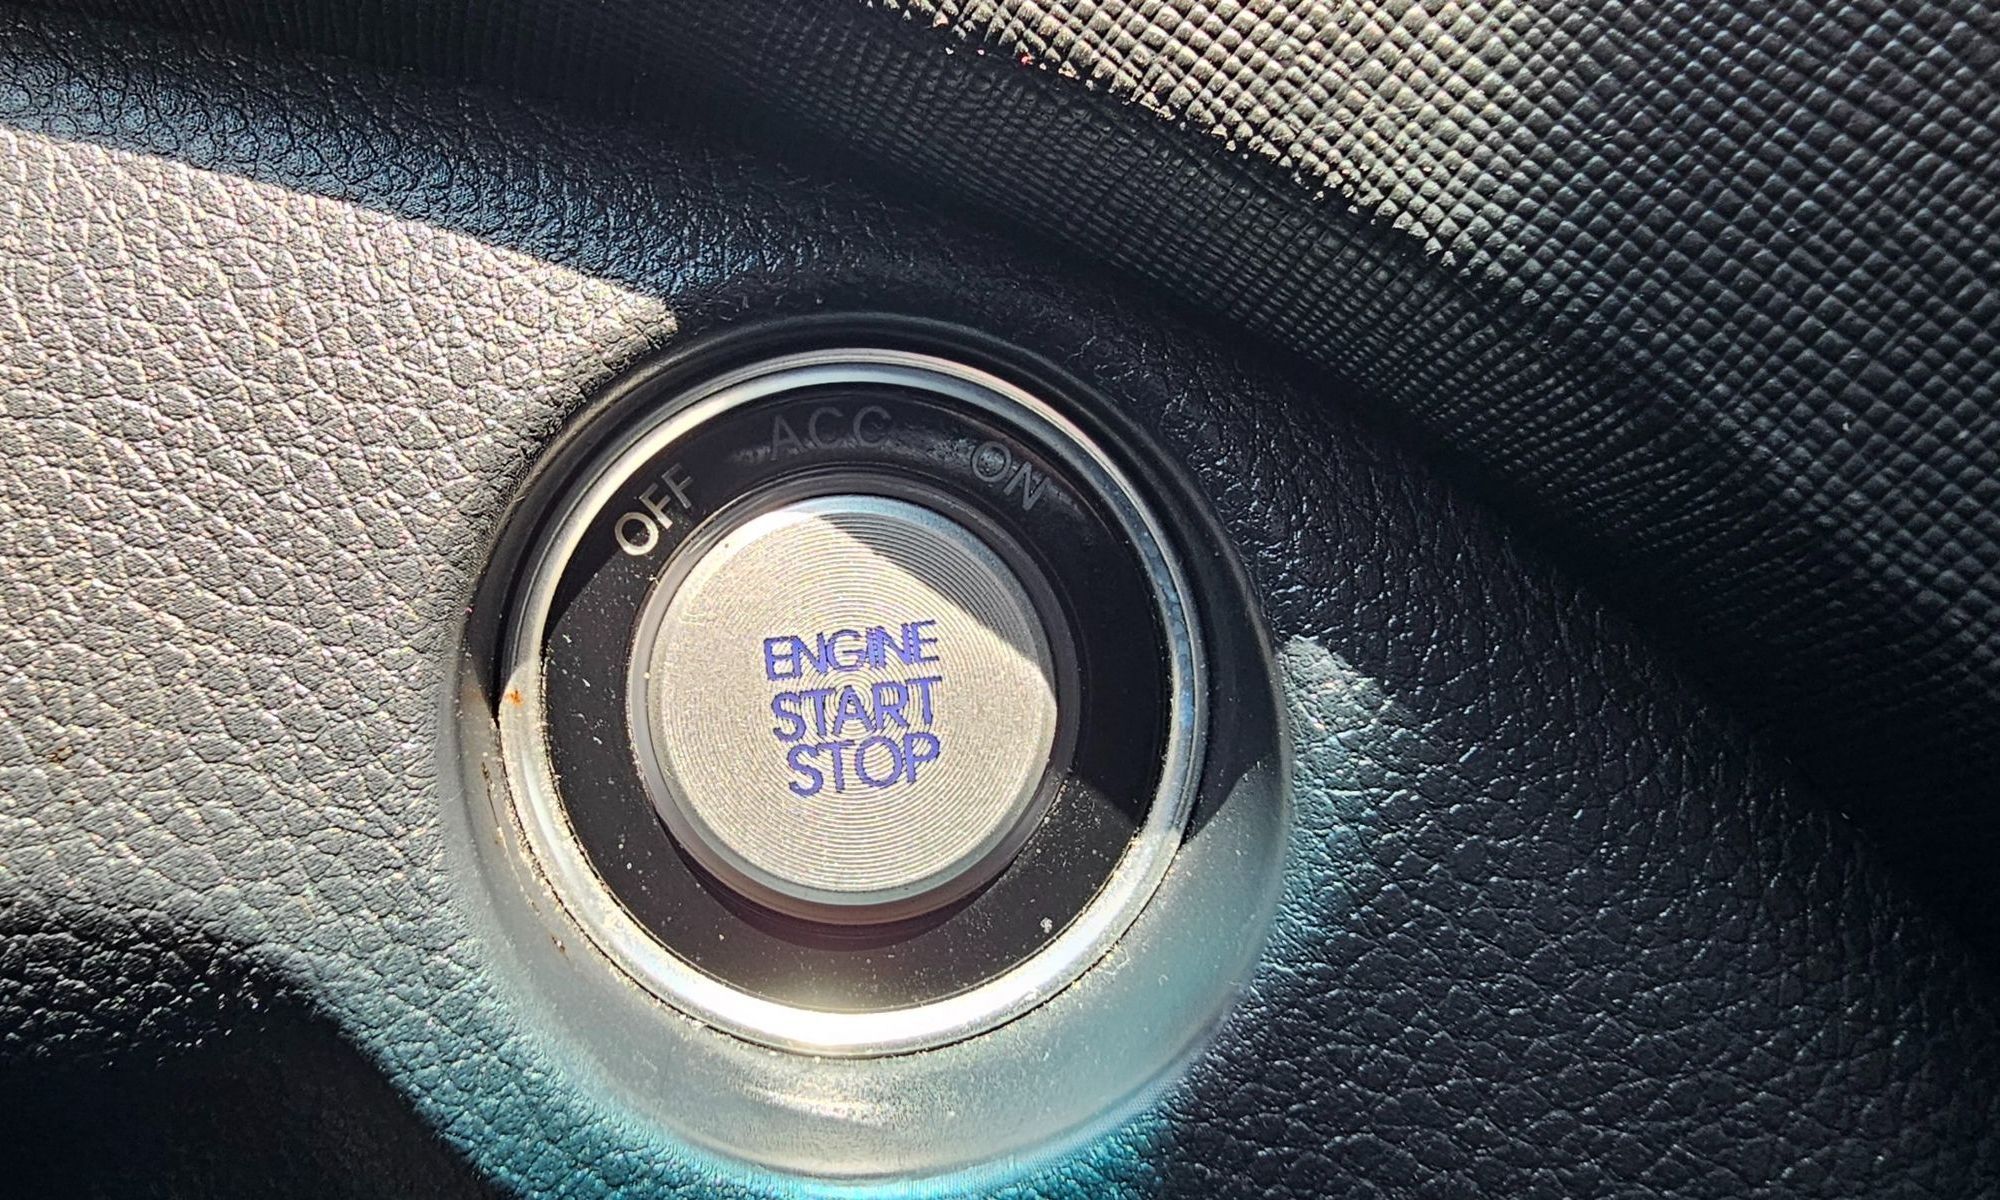 OFF ACC ON
ENGINE
START
STOP